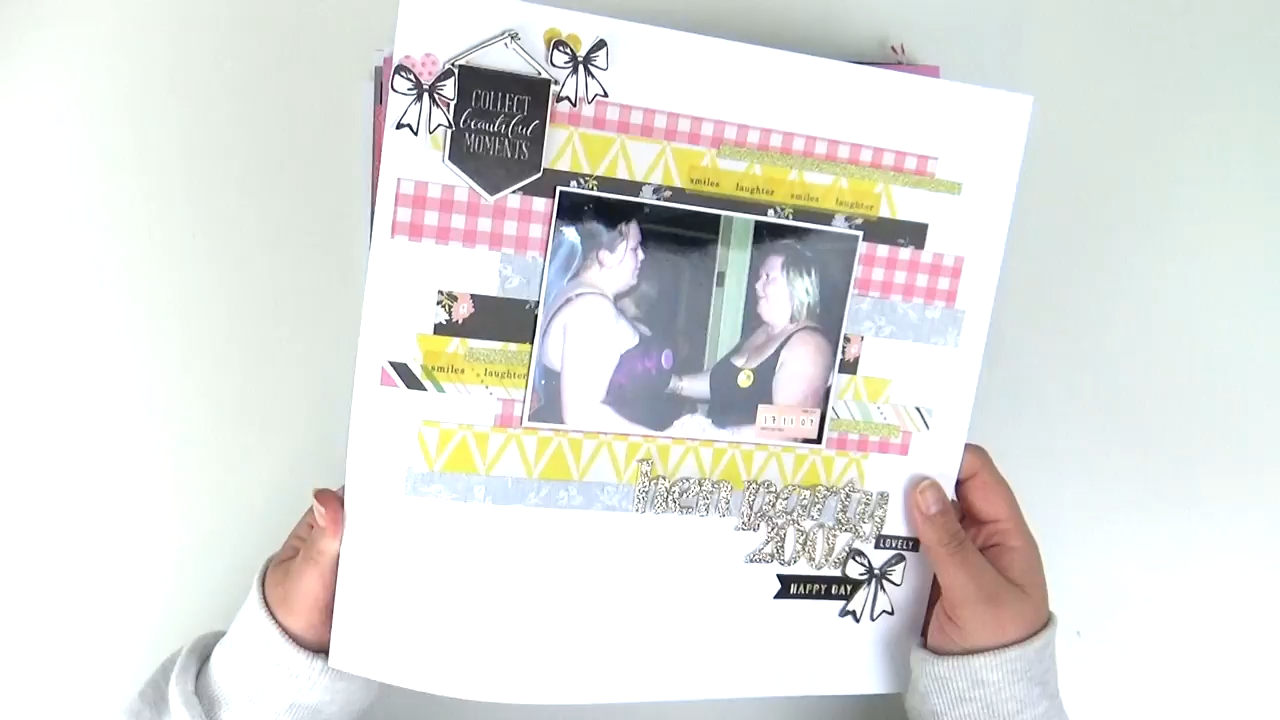 COLLECT
beautiful
MOMENTS
smiles laughter smiles laughter
smiles laughter
17 11 07
hen party
2007
LOVELY
HAPPY DAY